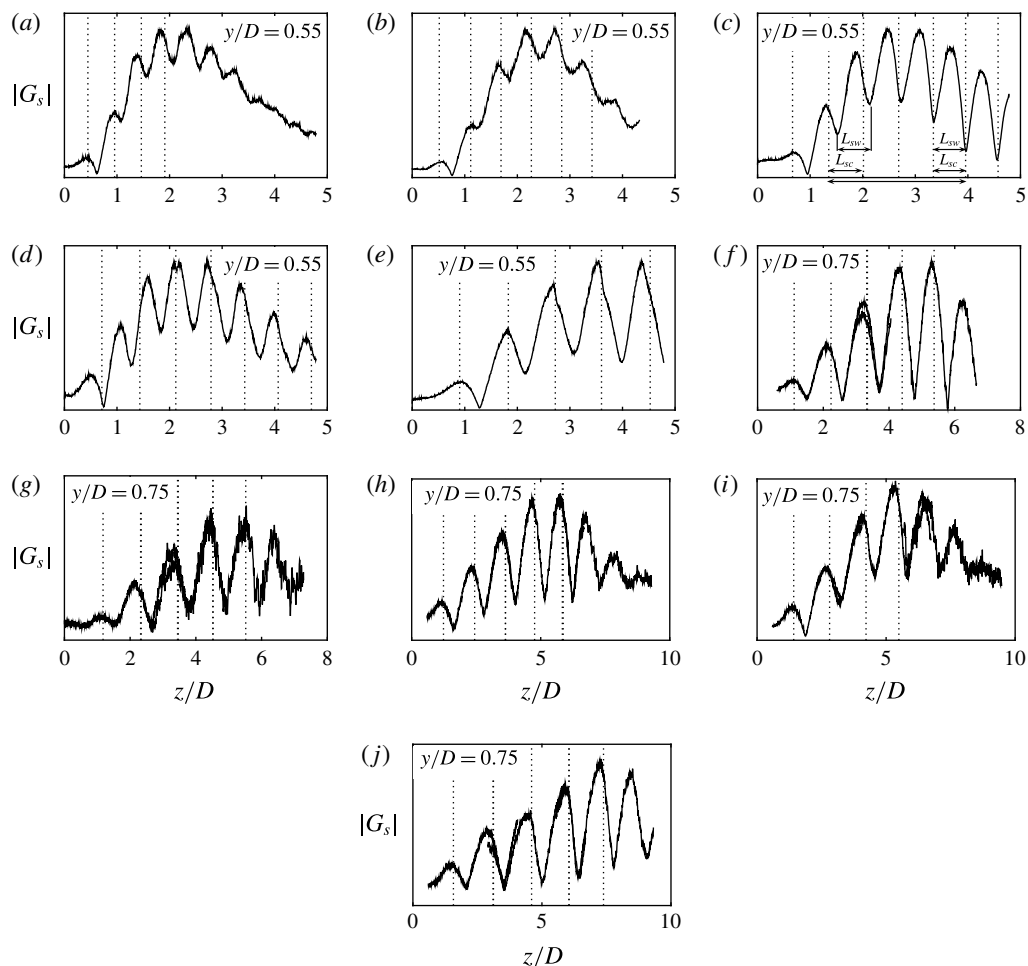 (a) y/D = 0.55 (b) y/D = 0.55 (c) y/D = 0.55
|G_s|
L_sw L_sw
L_sc L_sc
0 1 2 3 4 5 0 1 2 3 4 5 0 1 2 3 4 5
(d) y/D = 0.55 (e) y/D = 0.55 (f) y/D = 0.75
|G_s|
0 1 2 3 4 5 0 1 2 3 4 5 0 2 4 6 8
(g) y/D = 0.75 (h) y/D = 0.75 (i) y/D = 0.75
|G_s|
0 2 4 6 8 0 5 10 0 5 10
z/D z/D z/D
(j) y/D = 0.75
|G_s|
0 5 10
z/D